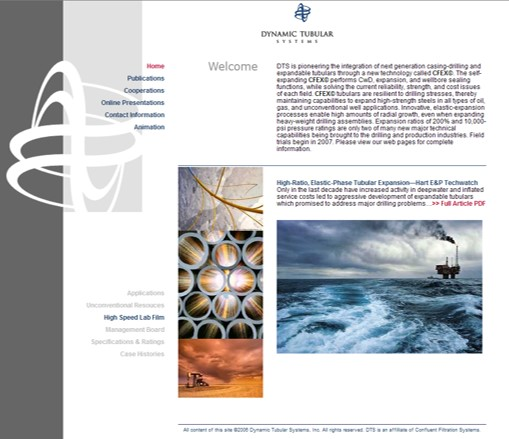 DYNAMIC TUBULAR
SYSTEMS
Home
Publications
Cooperations
Online Presentations
Contact Information
Animation
Welcome
DTS is pioneering the integration of next generation casing-drilling and
expandable tubulars through a new technology called CFEX©. The self-
expanding CFEX© performs CwD, expansion, and wellbore sealing
functions, while solving the current reliability, strength, and cost issues
of each field. CFEX© tubulars are resilient to drilling stresses, thereby
maintaining capabilities to expand high-strength steels in all types of oil,
gas, and unconventional well applications. Innovative, elastic-expansion
processes enable high amounts of radial growth, even when expanding
heavy-weight drilling assemblies. Expansion ratios of 200% and 10,000-
psi pressure ratings are only two of many new major technical
capabilities being brought to the drilling and production industries. Field
trials begin in 2007. Please view our web pages for complete
information.
High-Ratio, Elastic-Phase Tubular Expansion—Hart E&P Techwatch
Only in the last decade have increased activity in deepwater and inflated
service costs led to aggressive development of expandable tubulars
which promised to address major drilling problems...>> Full Article PDF
Applications
Unconventional Resouces
High Speed Lab Film
Management Board
Specifications & Ratings
Case Histories
All content of this site ©2006 Dynamic Tubular Systems, Inc. All rights reserved. DTS is an affiliate of Confluent Filtration Systems.